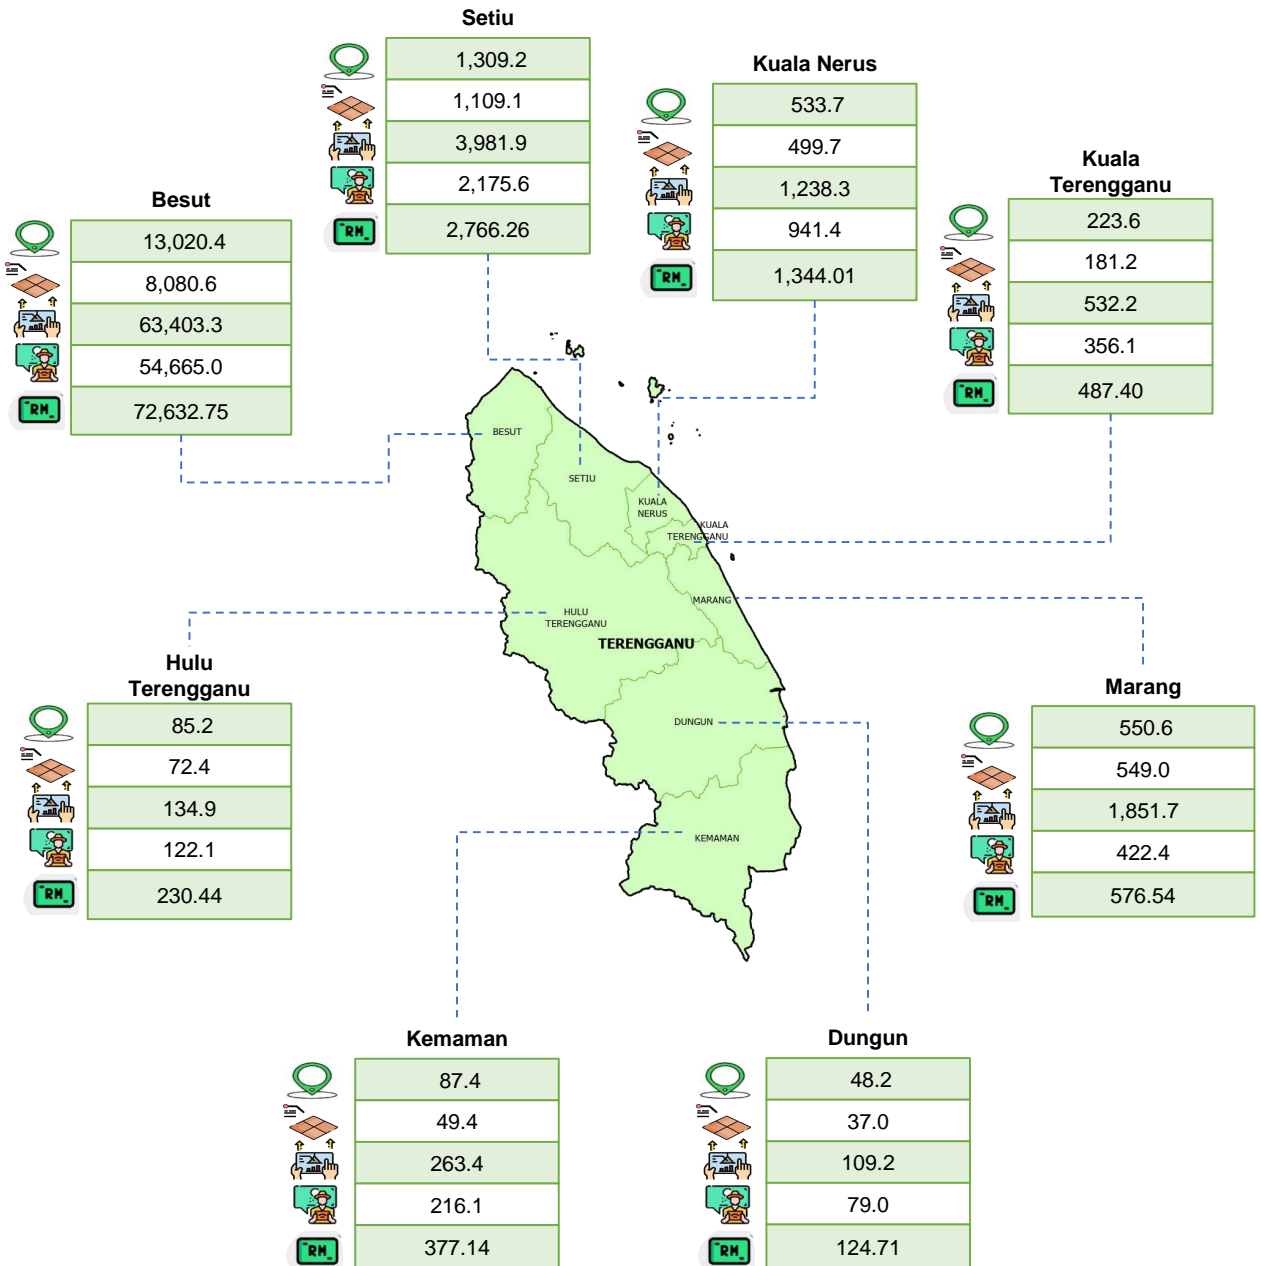 Setiu
1,309.2
1,109.1
3,981.9
2,175.6
RM
2,766.26
Kuala Nerus
533.7
499.7
1,238.3
941.4
RM
1,344.01
Kuala
Terengganu
223.6
181.2
532.2
356.1
RM
487.40
Besut
13,020.4
8,080.6
63,403.3
54,665.0
RM
72,632.75
BESUT
SETIU
KUALA
NERUS
KUALA
TERENGGANU
MARANG
HULU
TERENGGANU
TERENGGANU
DUNGUN
KEMAMAN
Hulu
Terengganu
85.2
72.4
134.9
122.1
RM
230.44
Marang
550.6
549.0
1,851.7
422.4
RM
576.54
Kemaman
87.4
49.4
263.4
216.1
RM
377.14
Dungun
48.2
37.0
109.2
79.0
RM
124.71